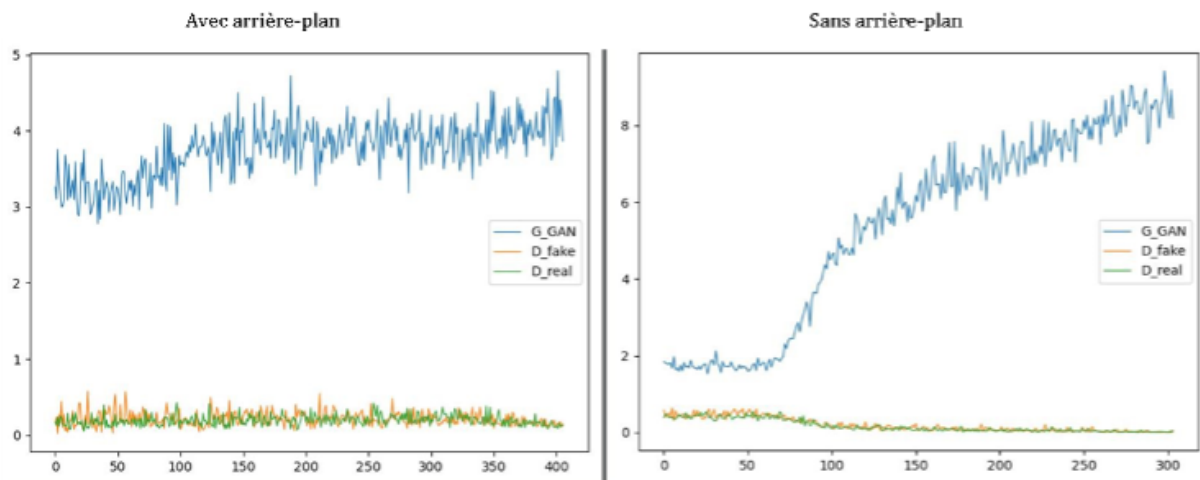 Avec arrière-plan
Sans arrière-plan
5
4
3
2
1
0
0 50 100 150 200 250 300 350 400
G_GAN
D_fake
D_real
8
6
4
2
0
0 50 100 150 200 250 300
G_GAN
D_fake
D_real